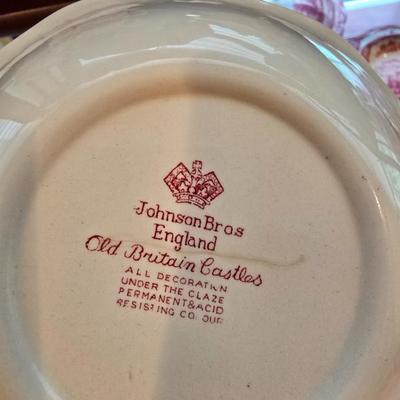 Johnson Bros
England
Old Britain Castles
ALL DECORATION
UNDER THE GLAZE
PERMANENT & ACID
RESISTING COLOUR